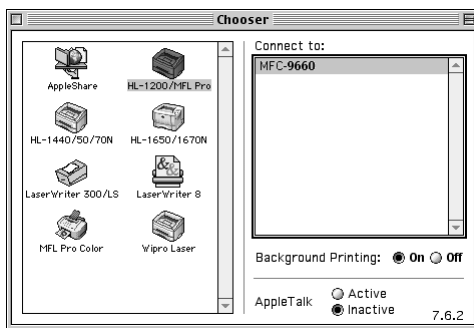 Chooser
AppleShare
HL-1200/MFL Pro
HL-1440/50/70N
HL-1650/1670N
LaserWriter 300/LS
LaserWriter 8
MFL Pro Color
Wipro Laser
Connect to:
MFC-9660
Background Printing: On Off
AppleTalk
Active
Inactive
7.6.2